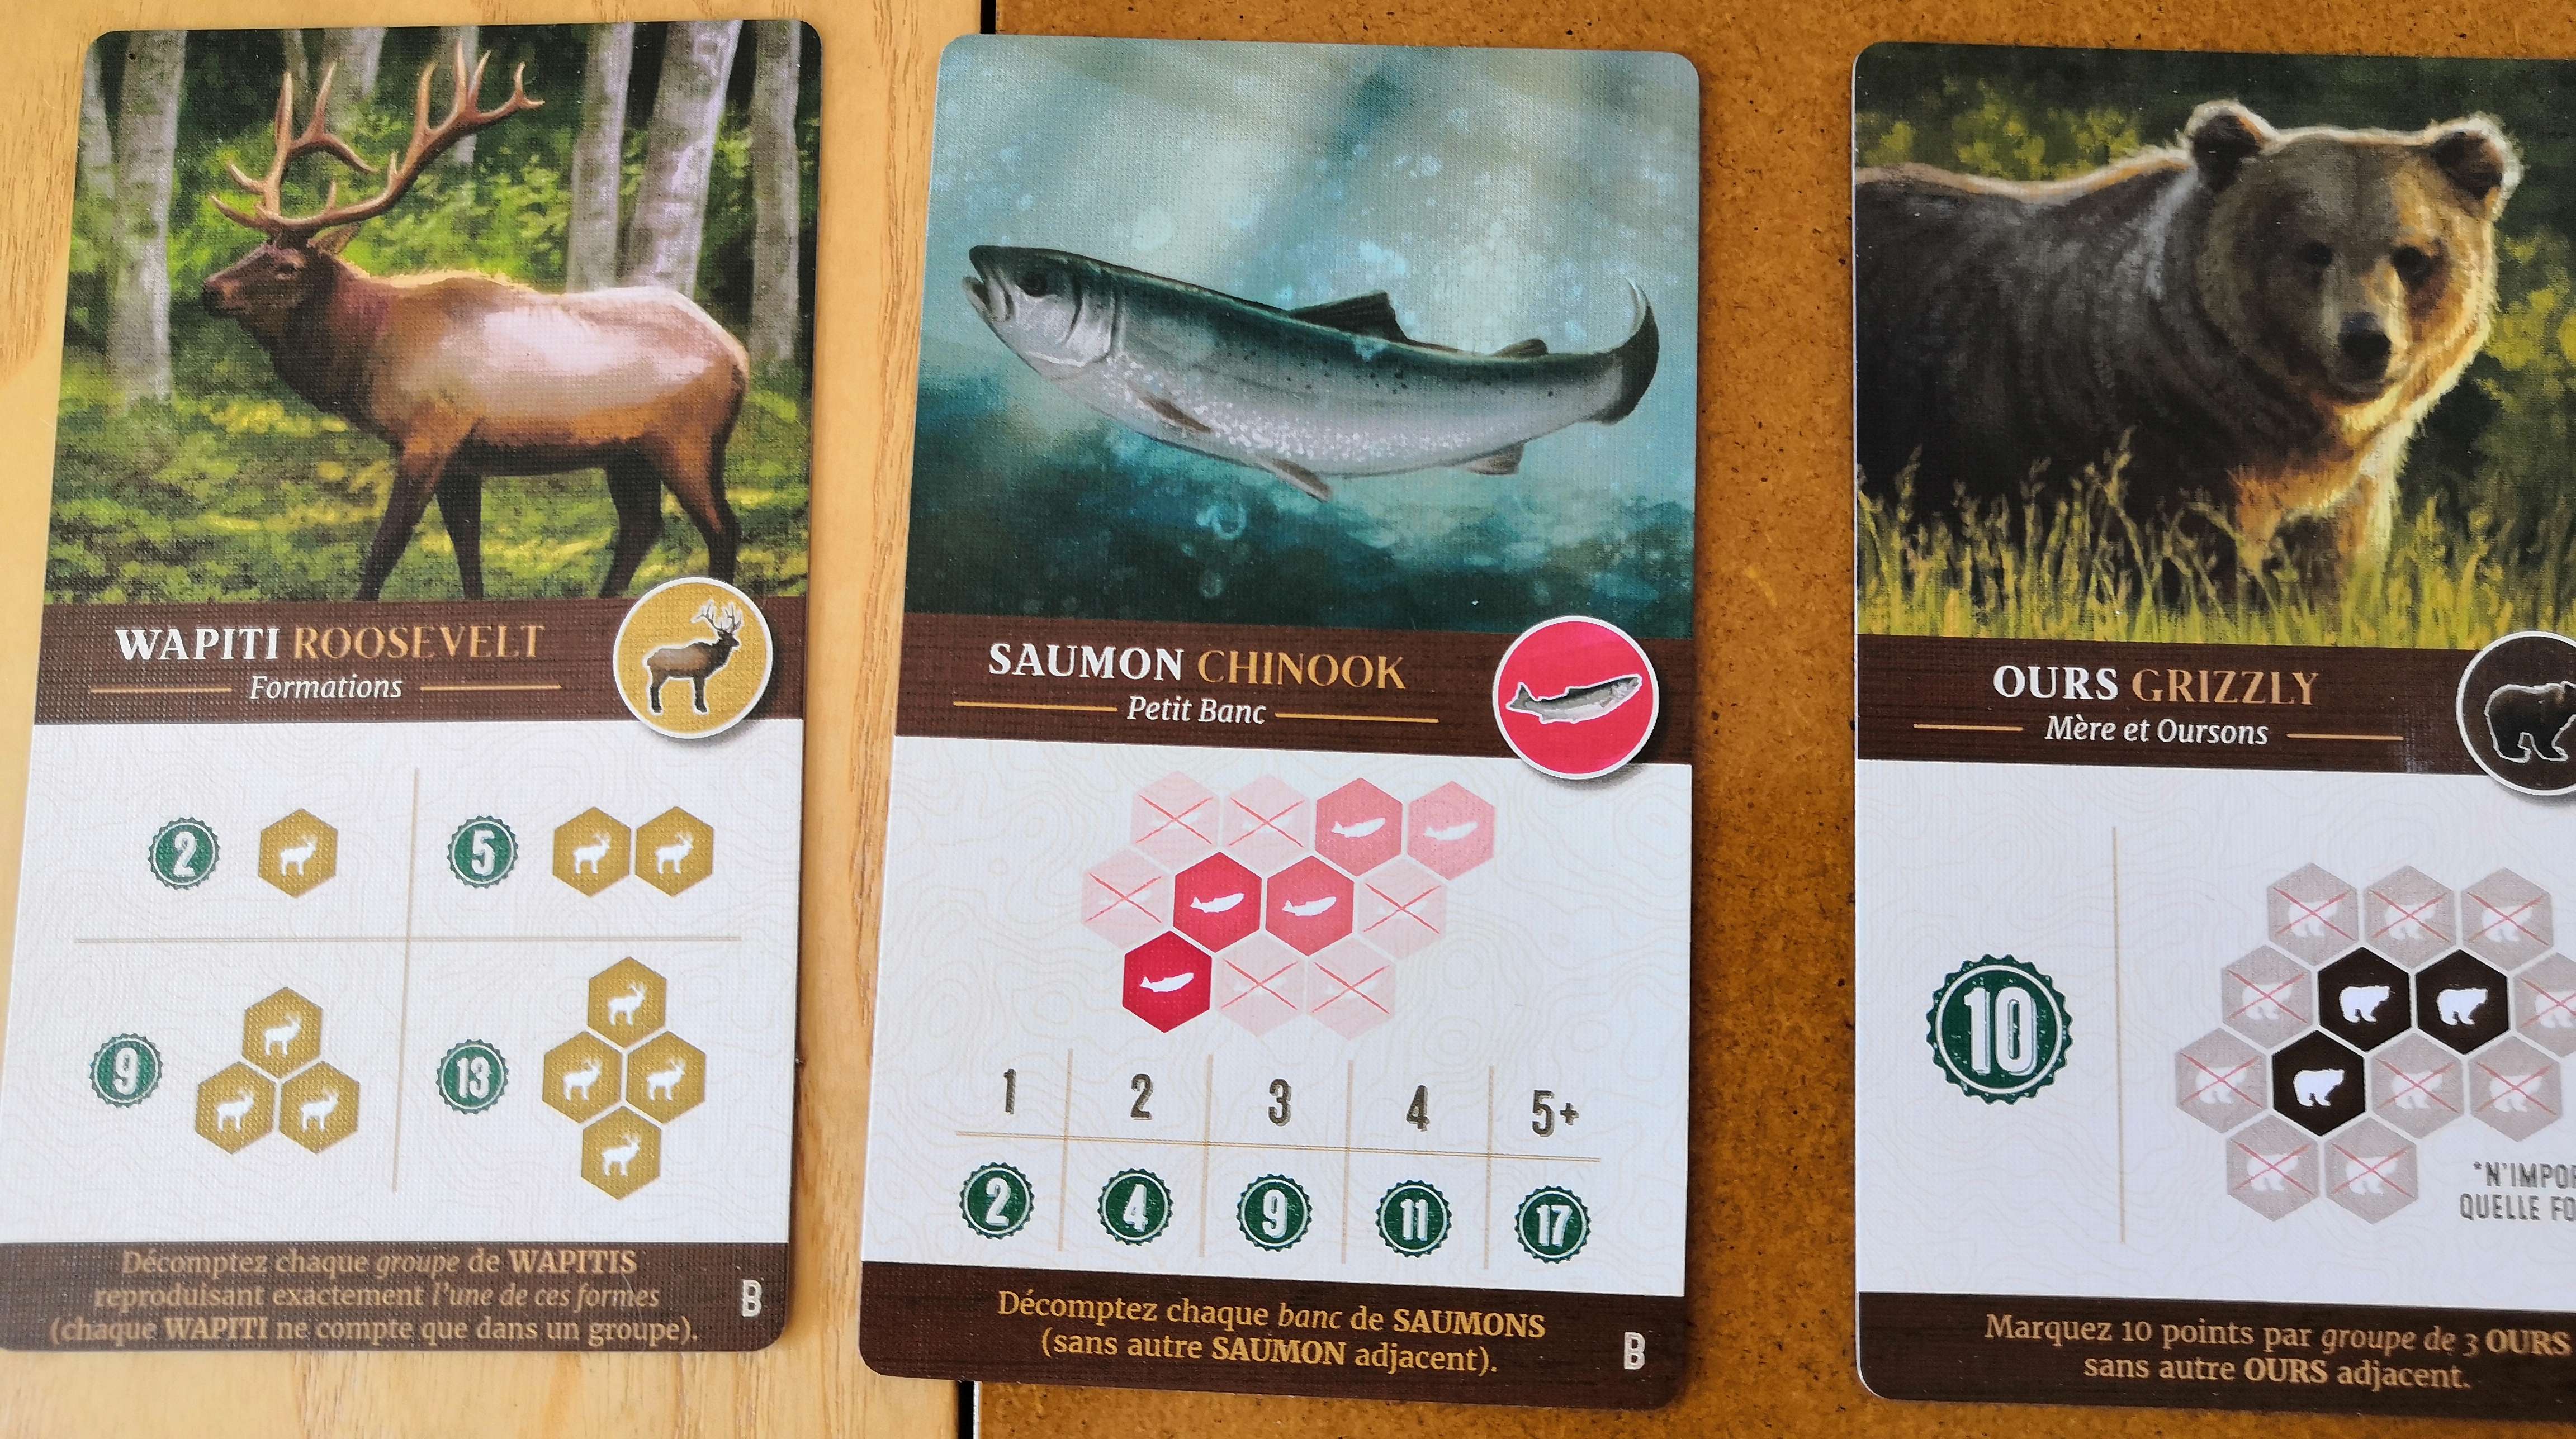 WAPITI ROOSEVELT
Formations
2
5
9
13
Décomptez chaque groupe de WAPITIS
reproduisant exactement l'une de ces formes
(chaque WAPITI ne compte que dans un groupe).
B
SAUMON CHINOOK
Petit Banc
1 2 3 4 5+
2 4 9 11 17
Décomptez chaque banc de SAUMONS
(sans autre SAUMON adjacent).
B
OURS GRIZZLY
Mère et Oursons
10
QUELLE
Marquez 10 points par groupe de 3 OURS
sans autre OURS adjacent.